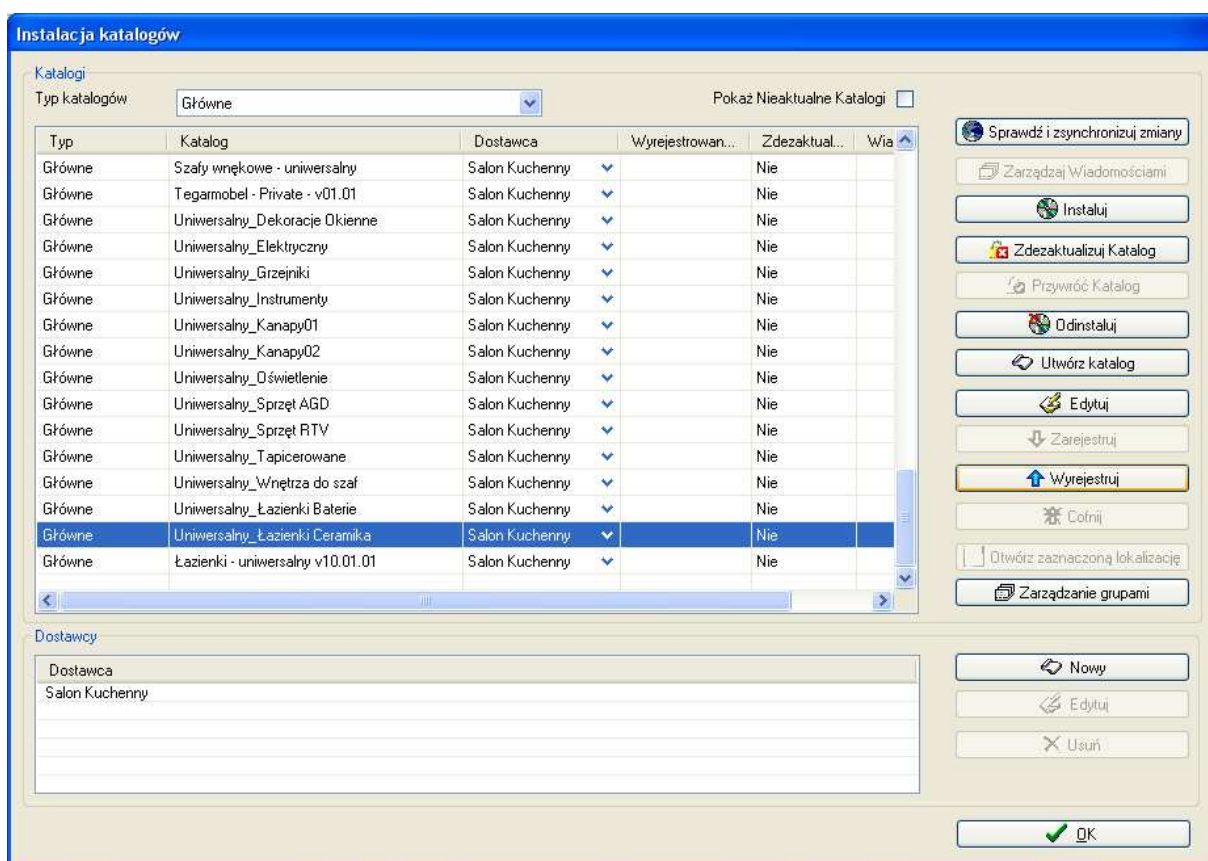 Instalacja katalogów
Katalogi
Typ katalogów Główne Pokaż Nieaktualne Katalogi
Typ Katalog Dostawca Wyrejestrowan... Zdezaktual... Wia
Główne Szafy wnękowe - uniwersalny Salon Kuchenny Nie
Główne Tegarmobel - Private - v01.01 Salon Kuchenny Nie
Główne Uniwersalny_Dekoracje Okienne Salon Kuchenny Nie
Główne Uniwersalny_Elektryczny Salon Kuchenny Nie
Główne Uniwersalny_Grzejniki Salon Kuchenny Nie
Główne Uniwersalny_Instrumenty Salon Kuchenny Nie
Główne Uniwersalny_Kanapy01 Salon Kuchenny Nie
Główne Uniwersalny_Kanapy02 Salon Kuchenny Nie
Główne Uniwersalny_Oświetlenie Salon Kuchenny Nie
Główne Uniwersalny_Sprzęt AGD Salon Kuchenny Nie
Główne Uniwersalny_Sprzęt RTV Salon Kuchenny Nie
Główne Uniwersalny_Tapicerowane Salon Kuchenny Nie
Główne Uniwersalny_Wnętrza do szaf Salon Kuchenny Nie
Główne Uniwersalny_Łazienki Baterie Salon Kuchenny Nie
Główne Uniwersalny_Łazienki Ceramika Salon Kuchenny Nie
Główne Łazienki - uniwersalny v10.01.01 Salon Kuchenny Nie
Sprawdź i zsynchronizuj zmiany
Zarządzaj Wiadomościami
Instaluj
Zdezaktualizuj Katalog
Przywróć Katalog
Odinstaluj
Utwórz katalog
Edytuj
Zarejestruj
Wyrejestruj
Cofnij
Otwórz zaznaczoną lokalizację
Zarządzanie grupami
Dostawcy
Dostawca
Salon Kuchenny
Nowy
Edytuj
Usuń
OK